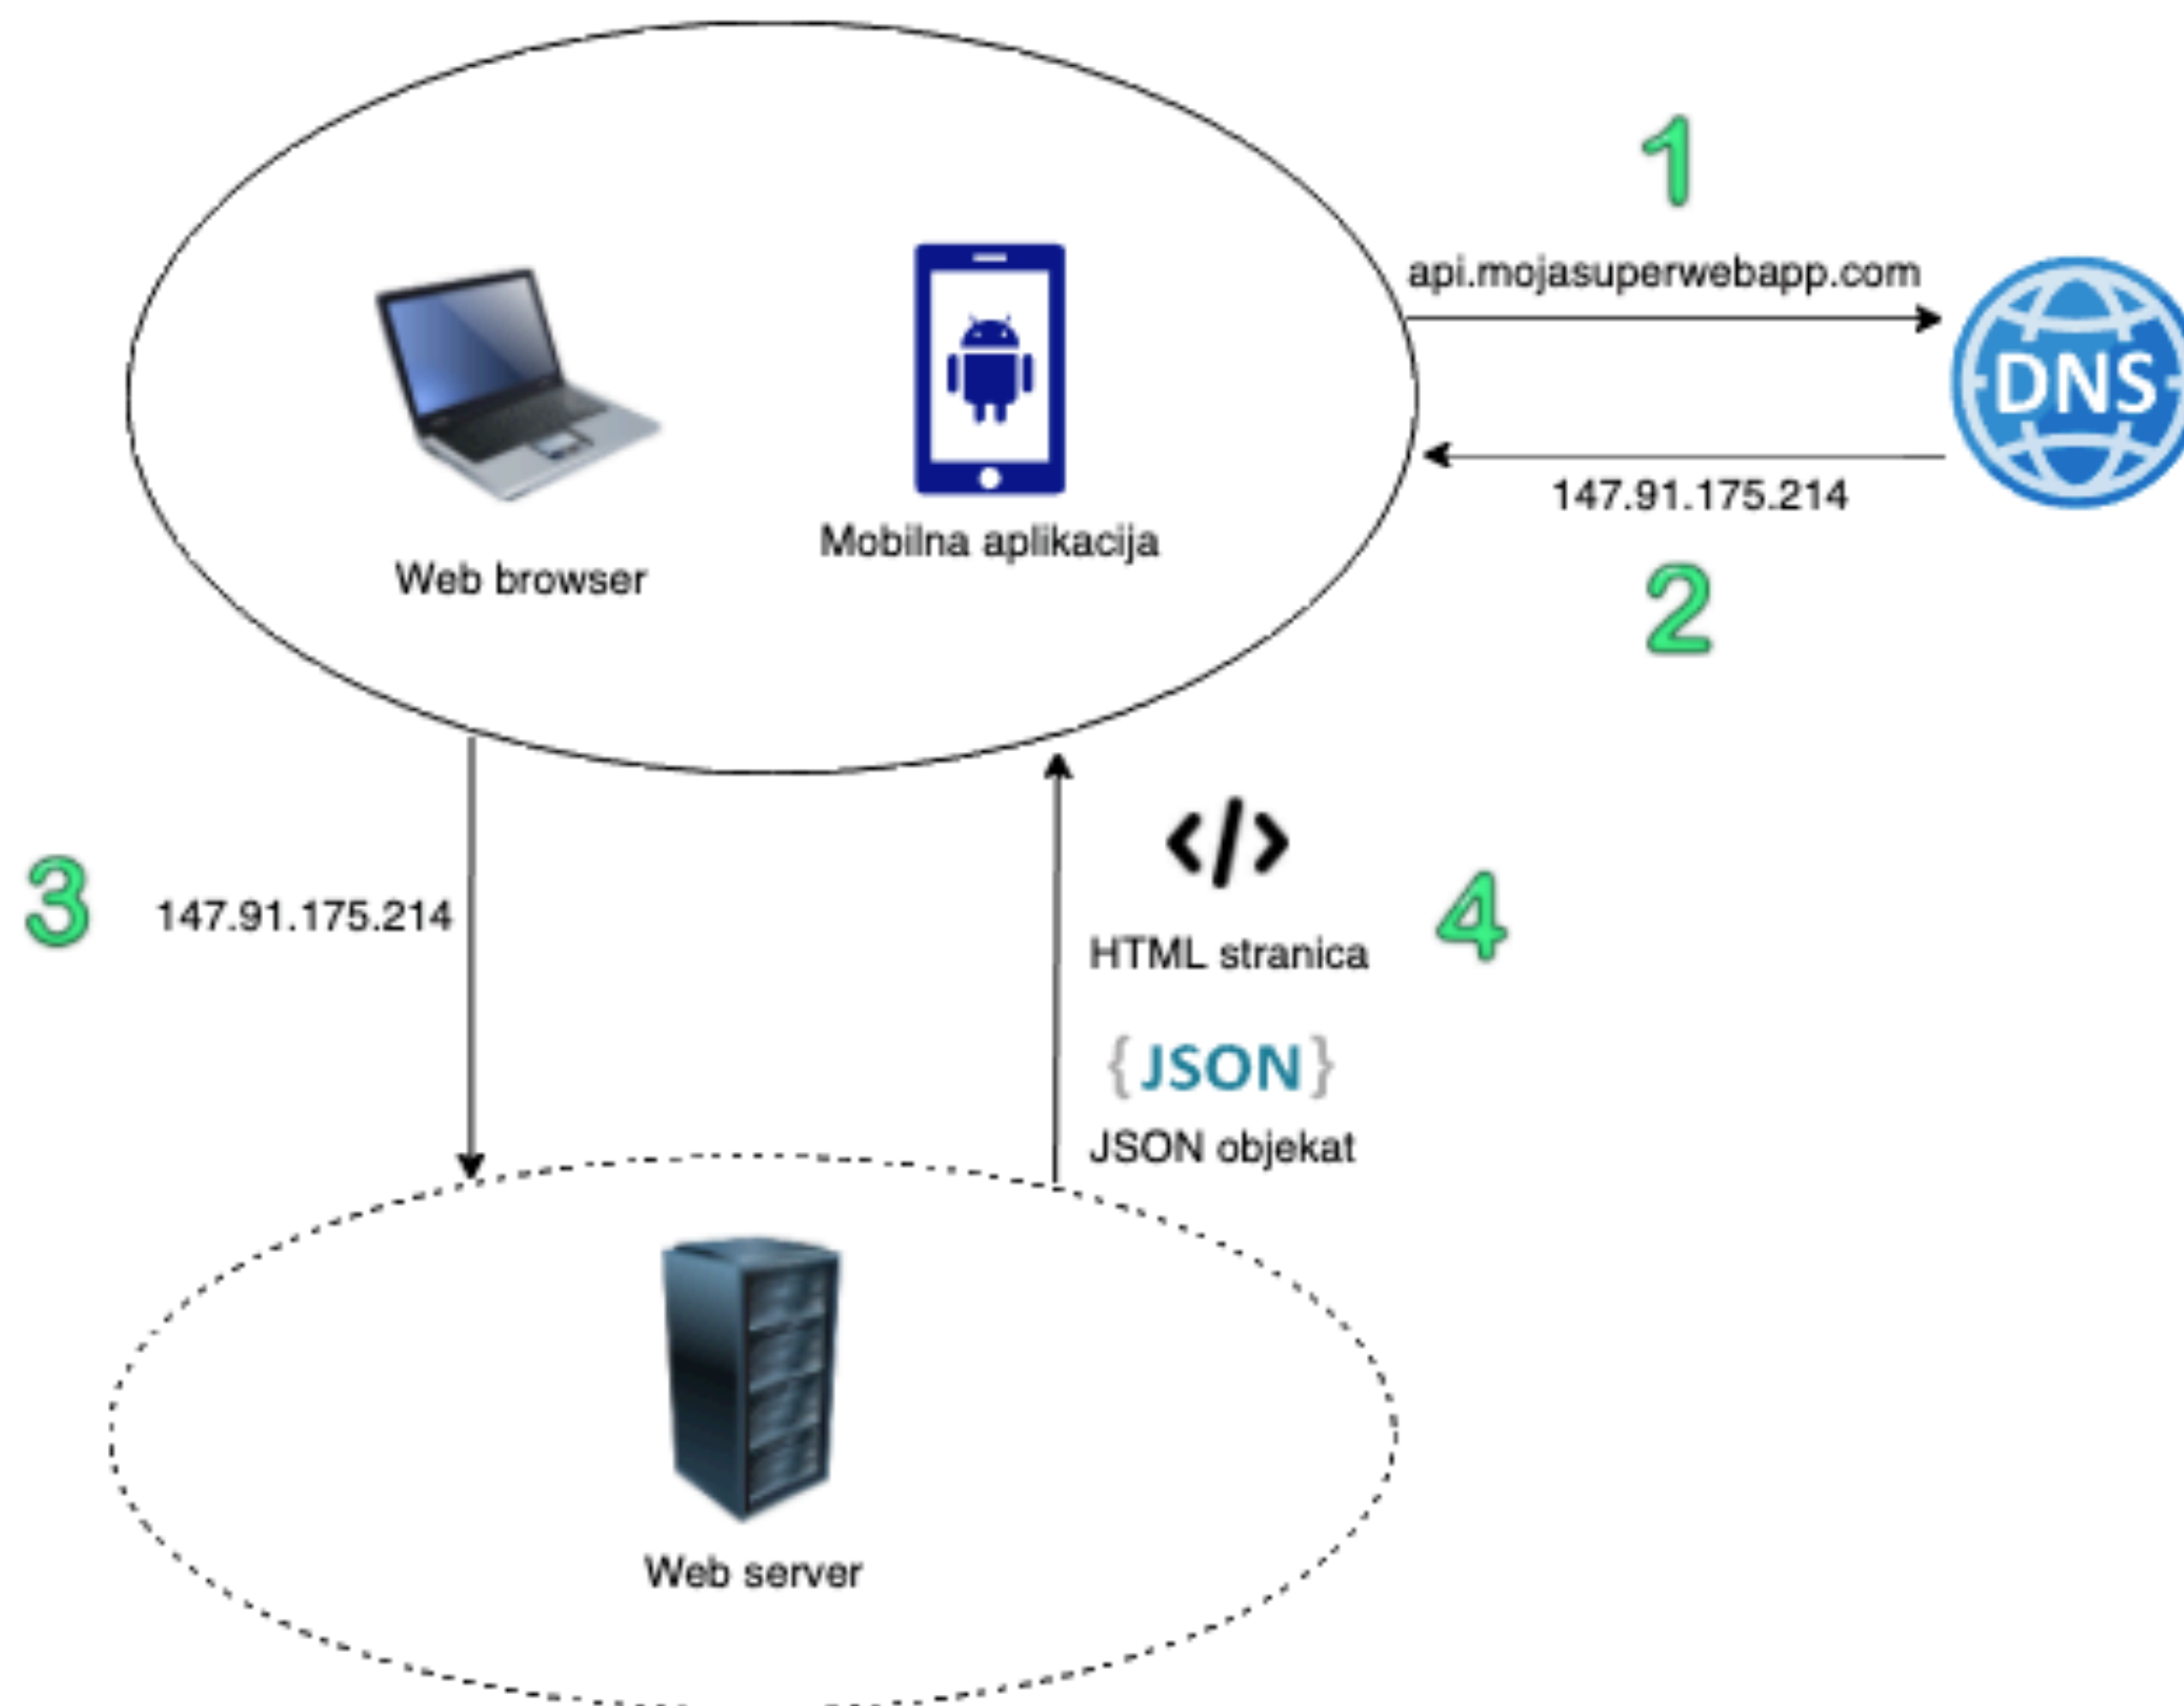 1
api.mojasuperwebapp.com
DNS
147.91.175.214
2
Web browser
Mobilna aplikacija
3
147.91.175.214
</>
HTML stranica
4
{JSON}
JSON objekat
Web server